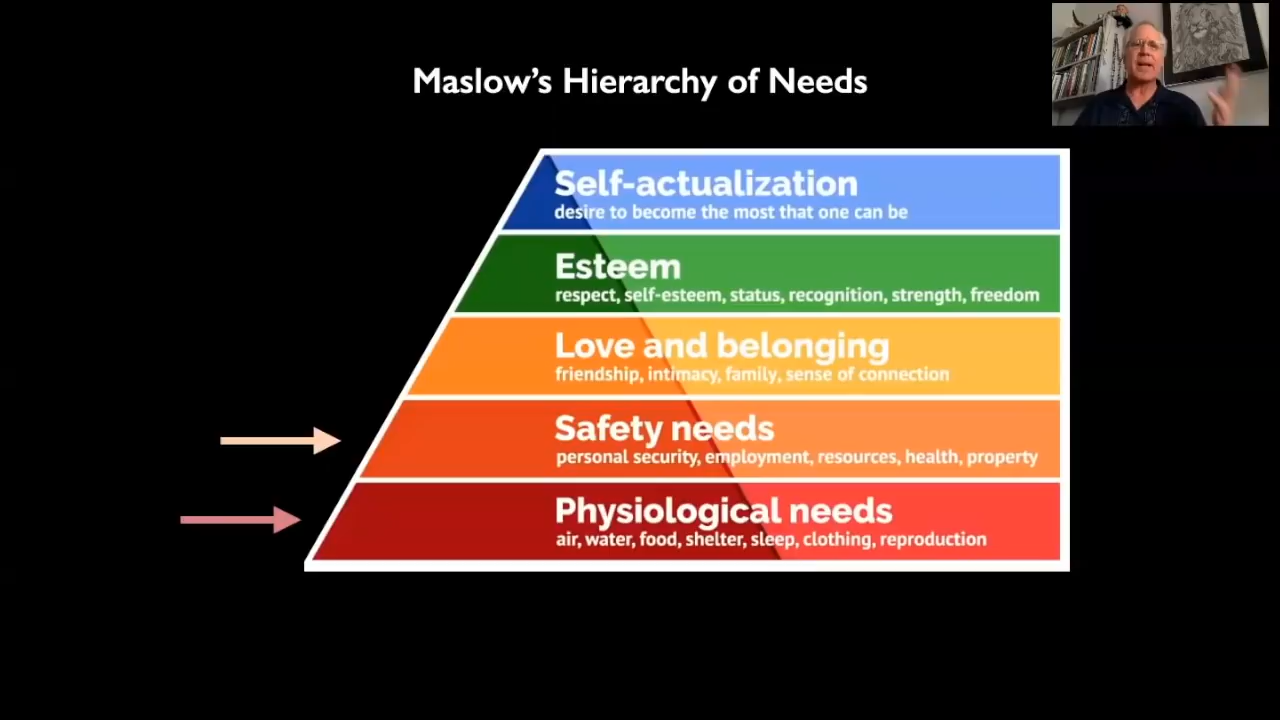 Maslow's Hierarchy of Needs
Self-actualization
desire to become the most that one can be
Esteem
respect, self-esteem, status, recognition, strength, freedom
Love and belonging
friendship, intimacy, family, sense of connection
Safety needs
personal security, employment, resources, health, property
Physiological needs
air, water, food, shelter, sleep, clothing, reproduction